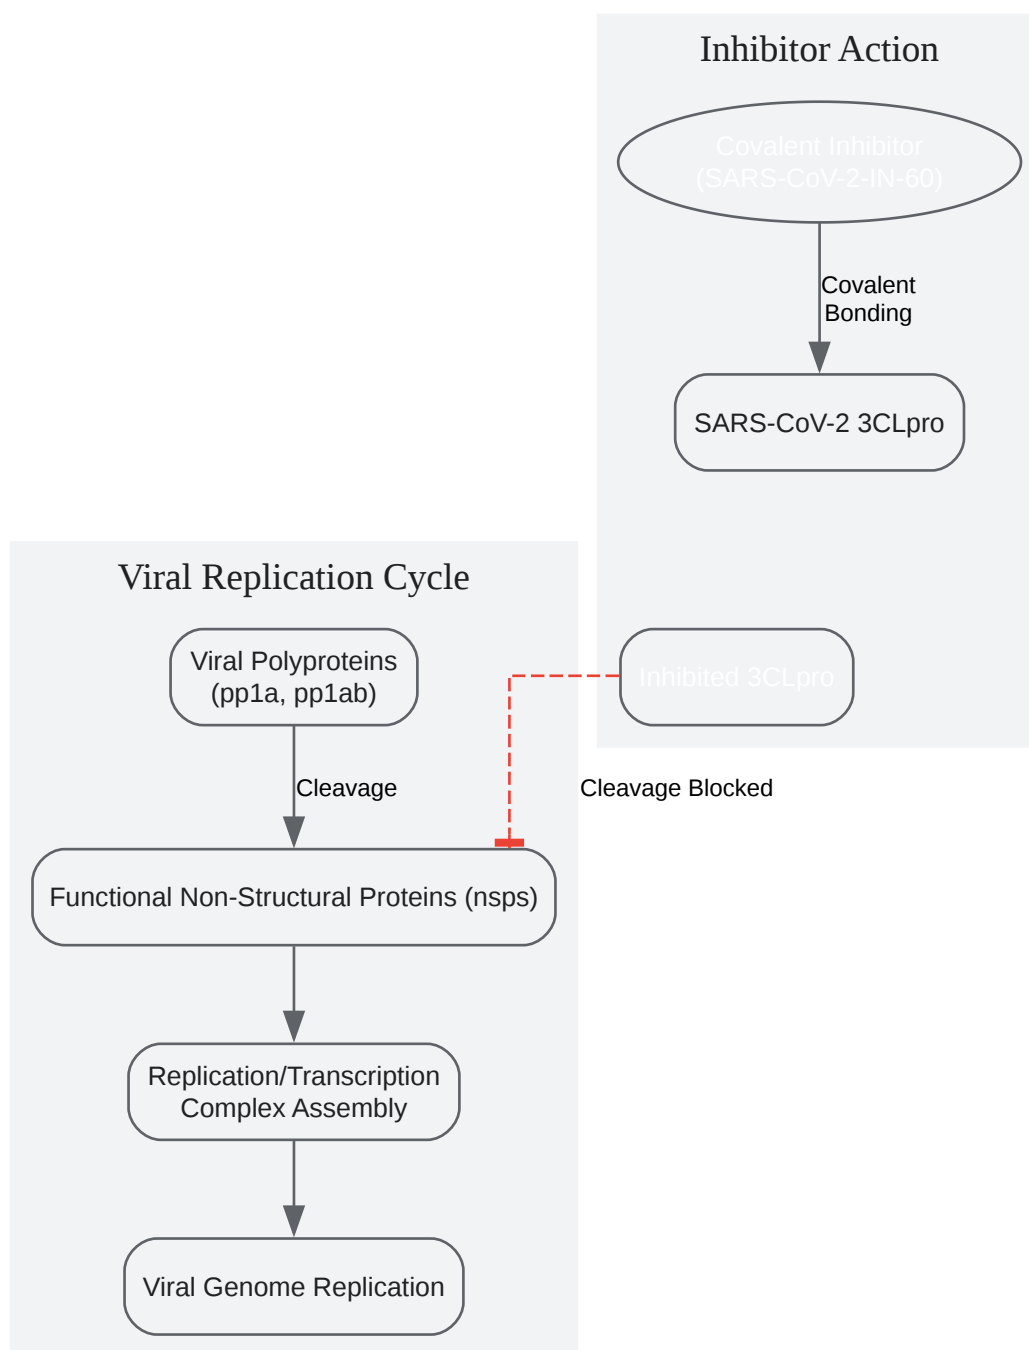 Inhibitor Action
Covalent Inhibitor
(SARS-CoV-2-IN-60)
Covalent
Bonding
SARS-CoV-2 3CLpro
Viral Replication Cycle
Viral Polyproteins
(pp1a, pp1ab)
Inhibited 3CLpro
Cleavage
Cleavage Blocked
Functional Non-Structural Proteins (nsps)
Replication/Transcription
Complex Assembly
Viral Genome Replication